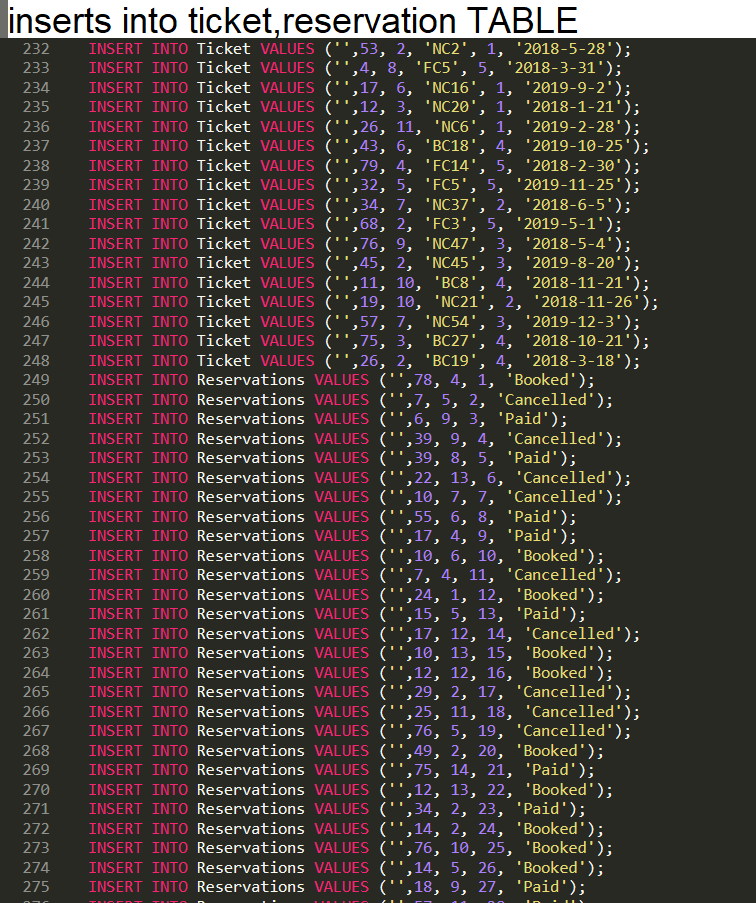 inserts into ticket,reservation TABLE
232 INSERT INTO Ticket VALUES ('',53, 2, 'NC2', 1, '2018-5-28');
233 INSERT INTO Ticket VALUES ('',4, 8, 'FC5', 5, '2018-3-31');
234 INSERT INTO Ticket VALUES ('',17, 6, 'NC16', 1, '2019-9-2');
235 INSERT INTO Ticket VALUES ('',12, 3, 'NC20', 1, '2018-1-21');
236 INSERT INTO Ticket VALUES ('',26, 11, 'NC6', 1, '2019-2-28');
237 INSERT INTO Ticket VALUES ('',43, 6, 'BC18', 4, '2019-10-25');
238 INSERT INTO Ticket VALUES ('',79, 4, 'FC14', 5, '2018-2-30');
239 INSERT INTO Ticket VALUES ('',32, 5, 'FC5', 5, '2019-11-25');
240 INSERT INTO Ticket VALUES ('',34, 7, 'NC37', 2, '2018-6-5');
241 INSERT INTO Ticket VALUES ('',68, 2, 'FC3', 5, '2019-5-1');
242 INSERT INTO Ticket VALUES ('',76, 9, 'NC47', 3, '2018-5-4');
243 INSERT INTO Ticket VALUES ('',45, 2, 'NC45', 3, '2019-8-20');
244 INSERT INTO Ticket VALUES ('',11, 10, 'BC8', 4, '2018-11-21');
245 INSERT INTO Ticket VALUES ('',19, 10, 'NC21', 2, '2018-11-26');
246 INSERT INTO Ticket VALUES ('',57, 7, 'NC54', 3, '2019-12-3');
247 INSERT INTO Ticket VALUES ('',75, 3, 'BC27', 4, '2018-10-21');
248 INSERT INTO Ticket VALUES ('',26, 2, 'BC19', 4, '2018-3-18');
249 INSERT INTO Reservations VALUES ('',78, 4, 1, 'Booked');
250 INSERT INTO Reservations VALUES ('',7, 5, 2, 'Cancelled');
251 INSERT INTO Reservations VALUES ('',6, 9, 3, 'Paid');
252 INSERT INTO Reservations VALUES ('',39, 9, 4, 'Cancelled');
253 INSERT INTO Reservations VALUES ('',39, 8, 5, 'Paid');
254 INSERT INTO Reservations VALUES ('',22, 13, 6, 'Cancelled');
255 INSERT INTO Reservations VALUES ('',10, 7, 7, 'Cancelled');
256 INSERT INTO Reservations VALUES ('',55, 6, 8, 'Paid');
257 INSERT INTO Reservations VALUES ('',17, 4, 9, 'Paid');
258 INSERT INTO Reservations VALUES ('',10, 6, 10, 'Booked');
259 INSERT INTO Reservations VALUES ('',7, 4, 11, 'Cancelled');
260 INSERT INTO Reservations VALUES ('',24, 1, 12, 'Booked');
261 INSERT INTO Reservations VALUES ('',15, 5, 13, 'Paid');
262 INSERT INTO Reservations VALUES ('',17, 12, 14, 'Cancelled');
263 INSERT INTO Reservations VALUES ('',10, 13, 15, 'Booked');
264 INSERT INTO Reservations VALUES ('',12, 12, 16, 'Booked');
265 INSERT INTO Reservations VALUES ('',29, 2, 17, 'Cancelled');
266 INSERT INTO Reservations VALUES ('',25, 11, 18, 'Cancelled');
267 INSERT INTO Reservations VALUES ('',76, 5, 19, 'Cancelled');
268 INSERT INTO Reservations VALUES ('',49, 2, 20, 'Booked');
269 INSERT INTO Reservations VALUES ('',75, 14, 21, 'Paid');
270 INSERT INTO Reservations VALUES ('',12, 13, 22, 'Booked');
271 INSERT INTO Reservations VALUES ('',34, 2, 23, 'Paid');
272 INSERT INTO Reservations VALUES ('',14, 2, 24, 'Booked');
273 INSERT INTO Reservations VALUES ('',76, 10, 25, 'Booked');
274 INSERT INTO Reservations VALUES ('',14, 5, 26, 'Booked');
275 INSERT INTO Reservations VALUES ('',18, 9, 27, 'Paid');